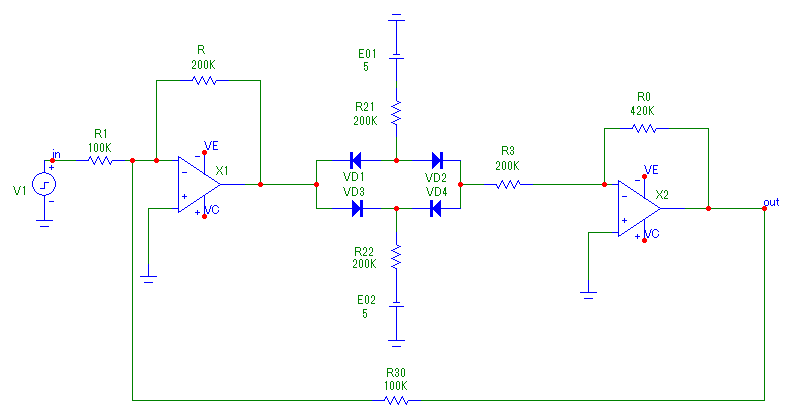 E01
5
R
200K
R21
200K
R0
420K
R1
100K
in
VE
X1
VD1
VD2
R3
200K
VE
X2
V1
VC
VD3
VD4
out
VC
R22
200K
E02
5
R30
100K